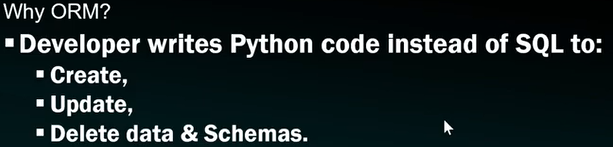 Why ORM?
▪ Developer writes Python code instead of SQL to:
▪ Create,
▪ Update,
▪ Delete data & Schemas.